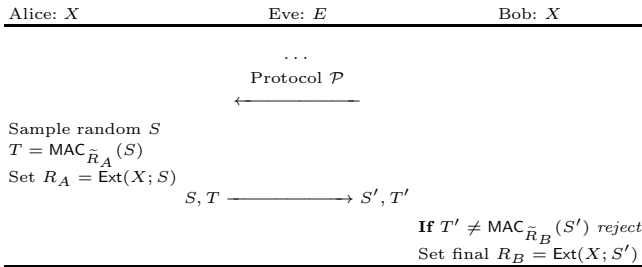 Alice: X Eve: E Bob: X
...
Protocol 𝒫
Sample random S
T = MAC_{R̃_A}(S)
Set R_A = Ext(X; S)
S, T ⟶ S′, T′
If T′ ≠ MAC_{R̃_B}(S′) reject
Set final R_B = Ext(X; S′)